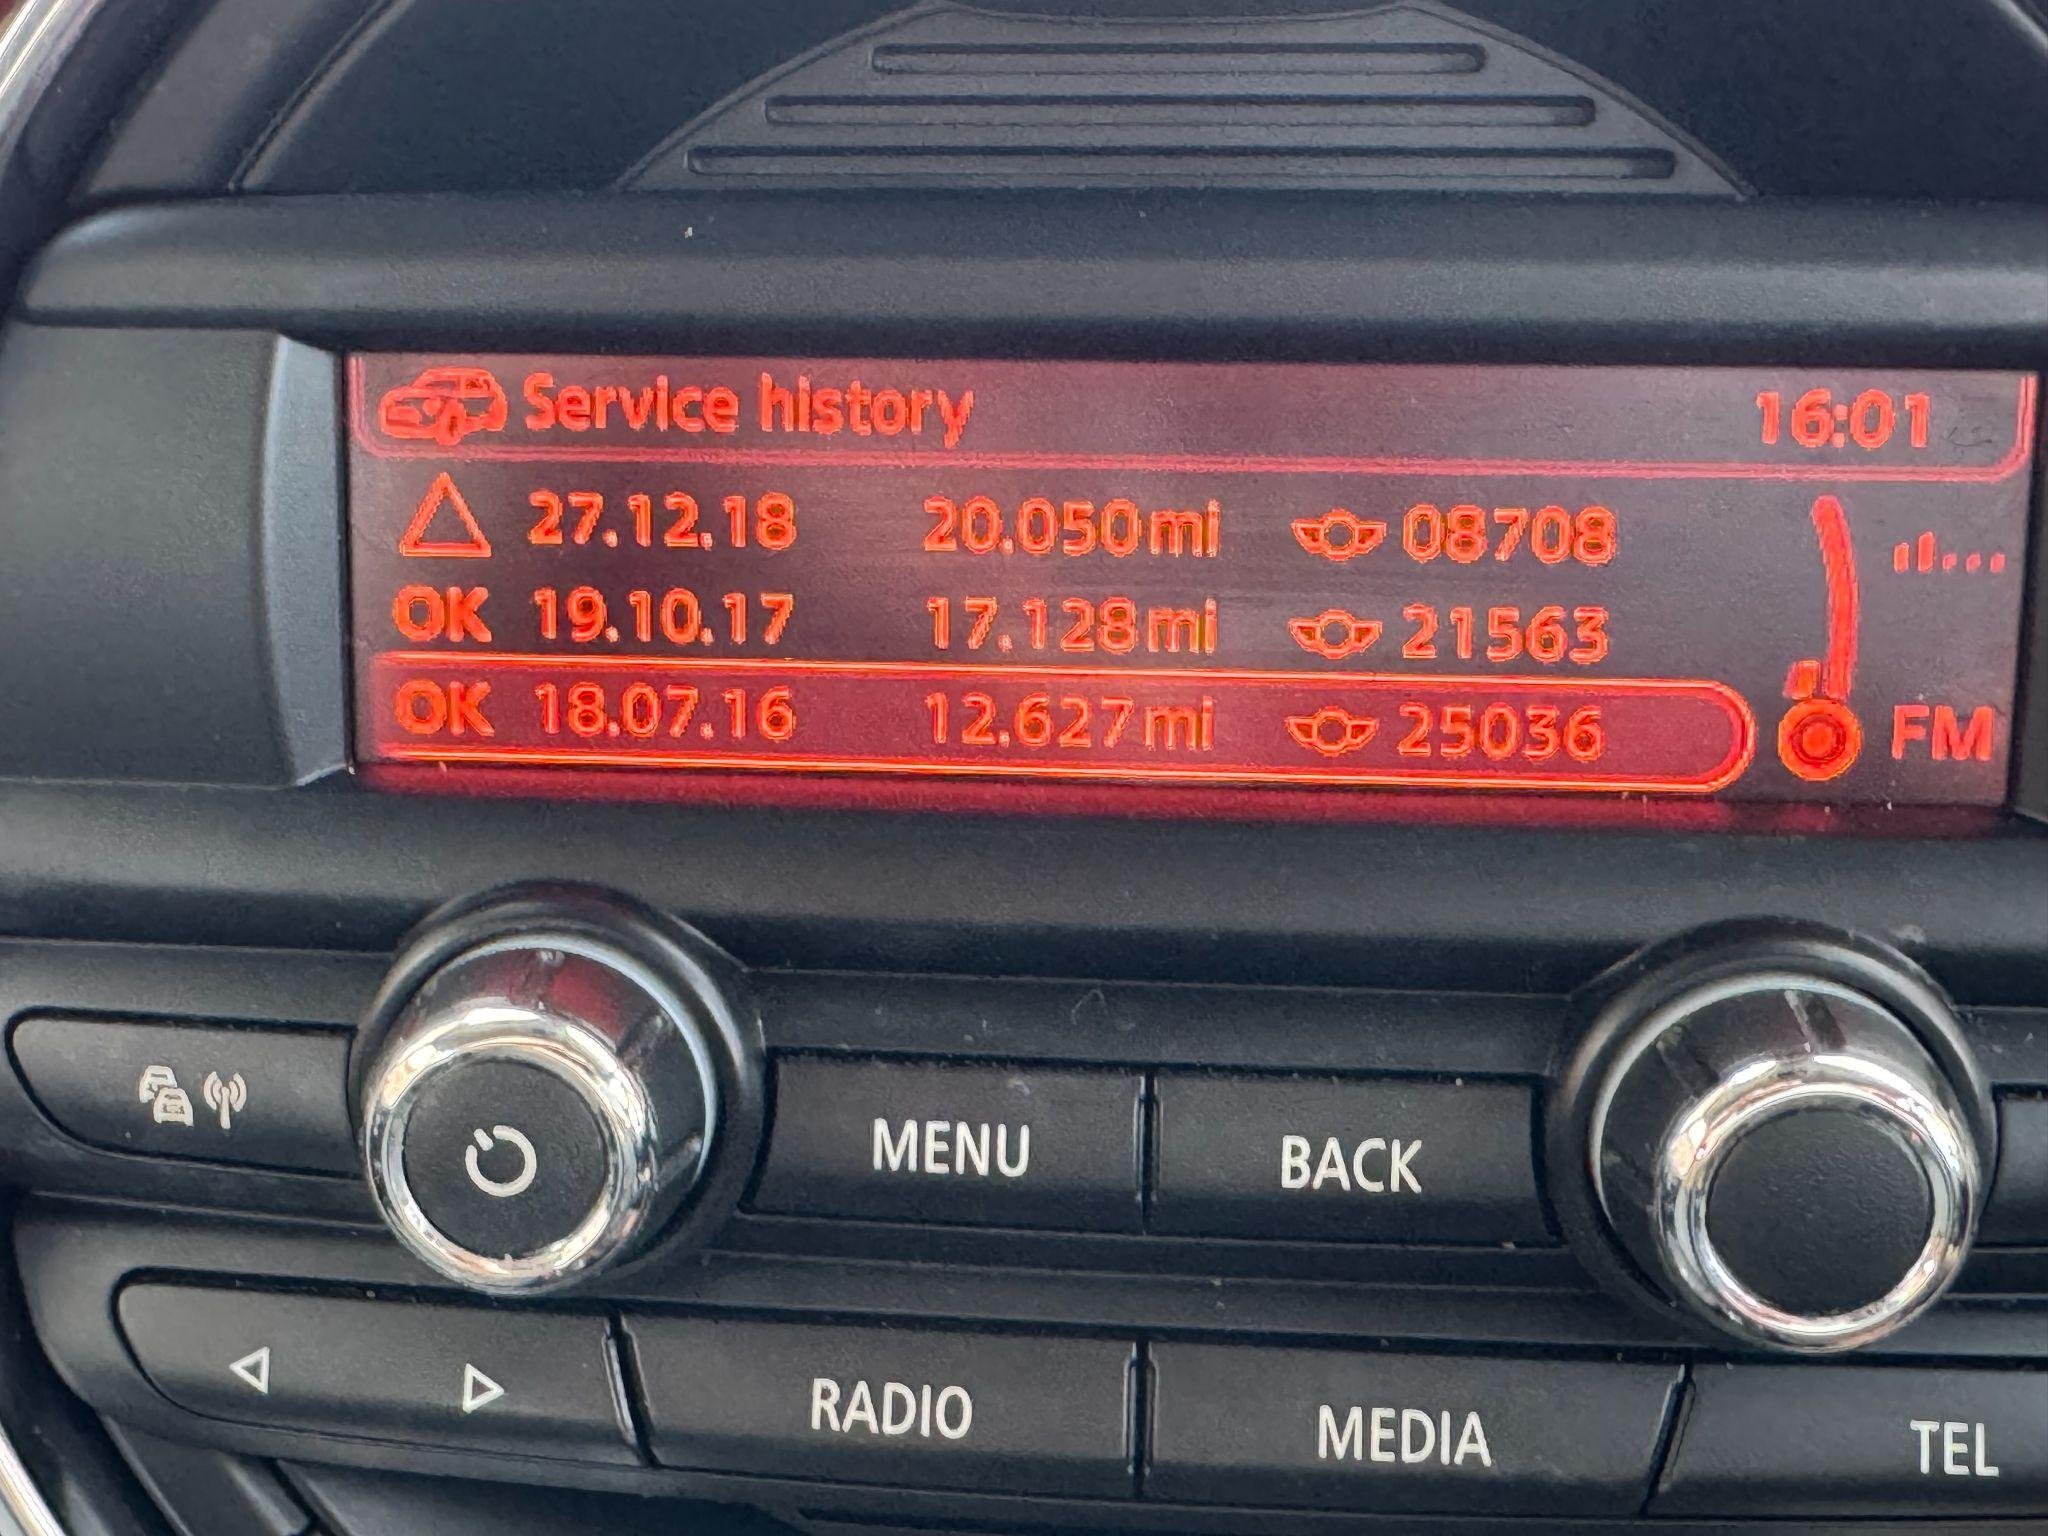 Service history 16:01
27.12.18 20.050mi 08708
OK 19.10.17 17.128mi 21563
OK 18.07.16 12.627mi 25036
FM
MENU BACK
RADIO MEDIA TEL